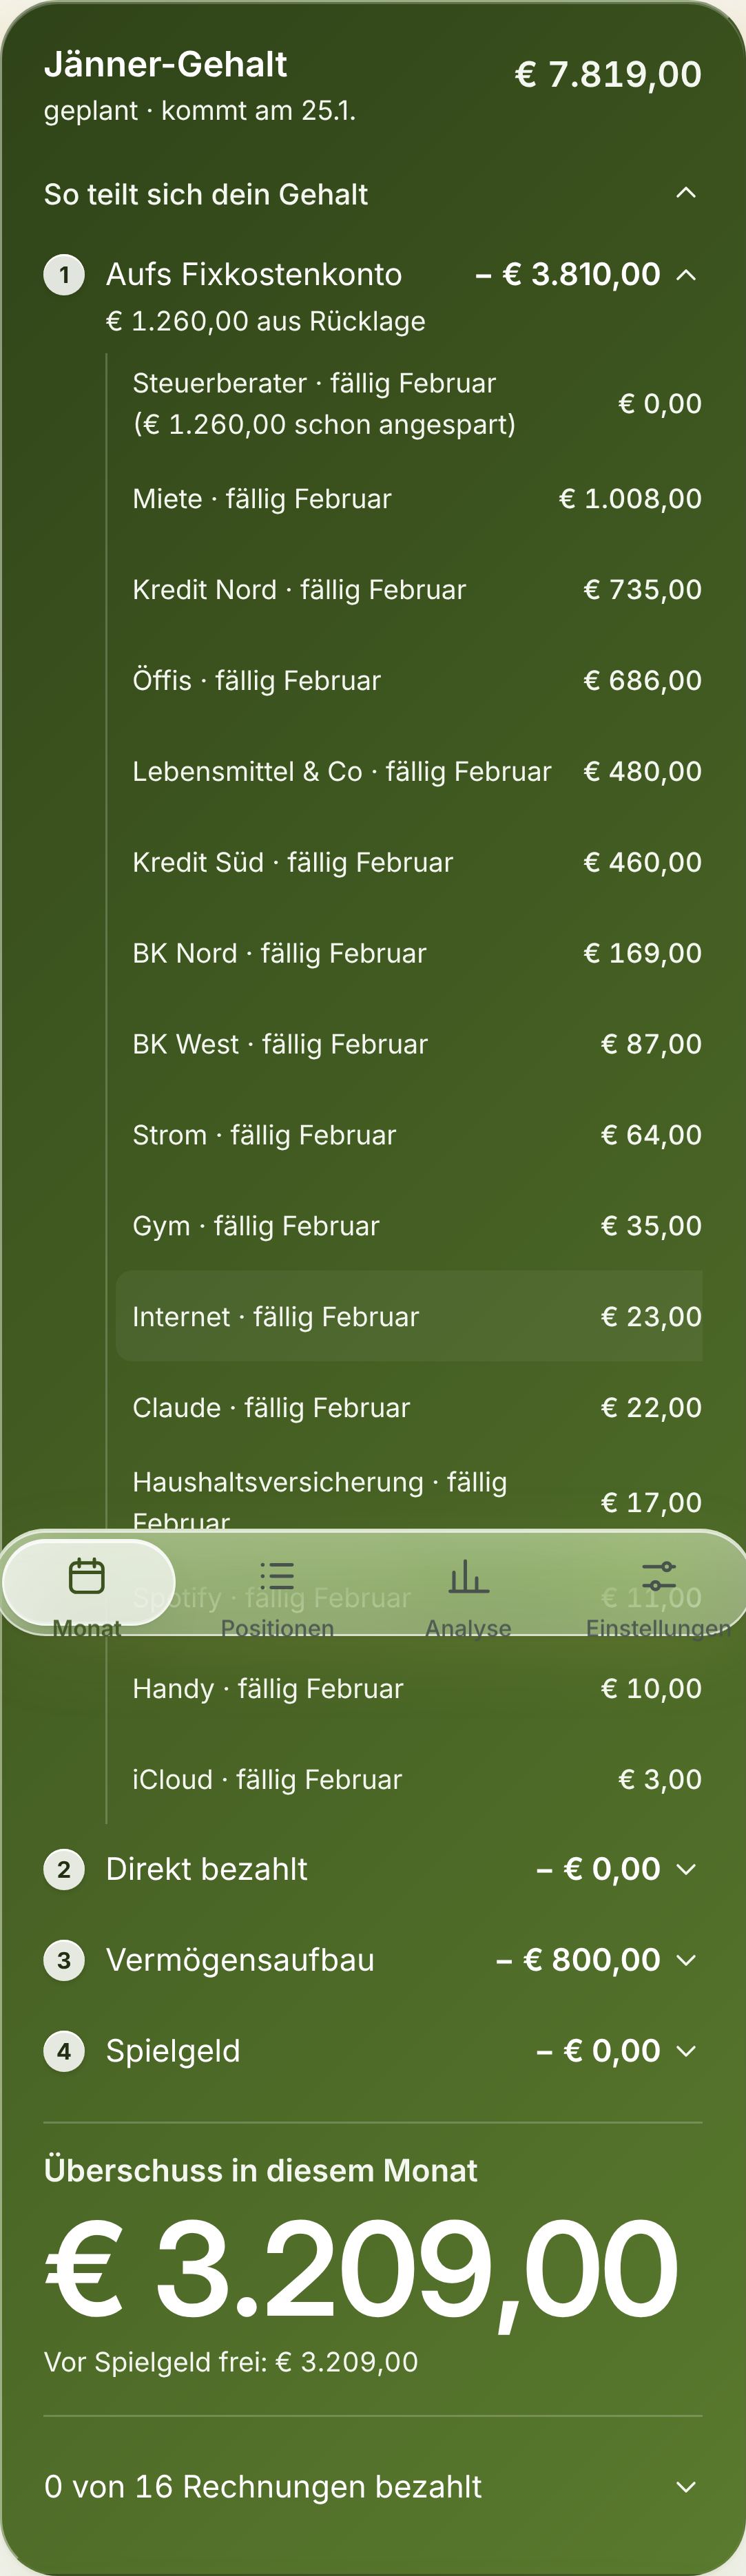 Jänner-Gehalt
€ 7.819,00
geplant · kommt am 25.1.
So teilt sich dein Gehalt
1 Aufs Fixkostenkonto – € 3.810,00
€ 1.260,00 aus Rücklage
Steuerberater · fällig Februar
(€ 1.260,00 schon angespart)
€ 0,00
Miete · fällig Februar € 1.008,00
Kredit Nord · fällig Februar € 735,00
Öffis · fällig Februar € 686,00
Lebensmittel & Co · fällig Februar € 480,00
Kredit Süd · fällig Februar € 460,00
BK Nord · fällig Februar € 169,00
BK West · fällig Februar € 87,00
Strom · fällig Februar € 64,00
Gym · fällig Februar € 35,00
Internet · fällig Februar € 23,00
Claude · fällig Februar € 22,00
Haushaltsversicherung · fällig
Februar
€ 17,00
Spotify · fällig Februar € 11,00
Monat Positionen Analyse Einstellungen
Handy · fällig Februar € 10,00
iCloud · fällig Februar € 3,00
2 Direkt bezahlt – € 0,00
3 Vermögensaufbau – € 800,00
4 Spielgeld – € 0,00
Überschuss in diesem Monat
€ 3.209,00
Vor Spielgeld frei: € 3.209,00
0 von 16 Rechnungen bezahlt